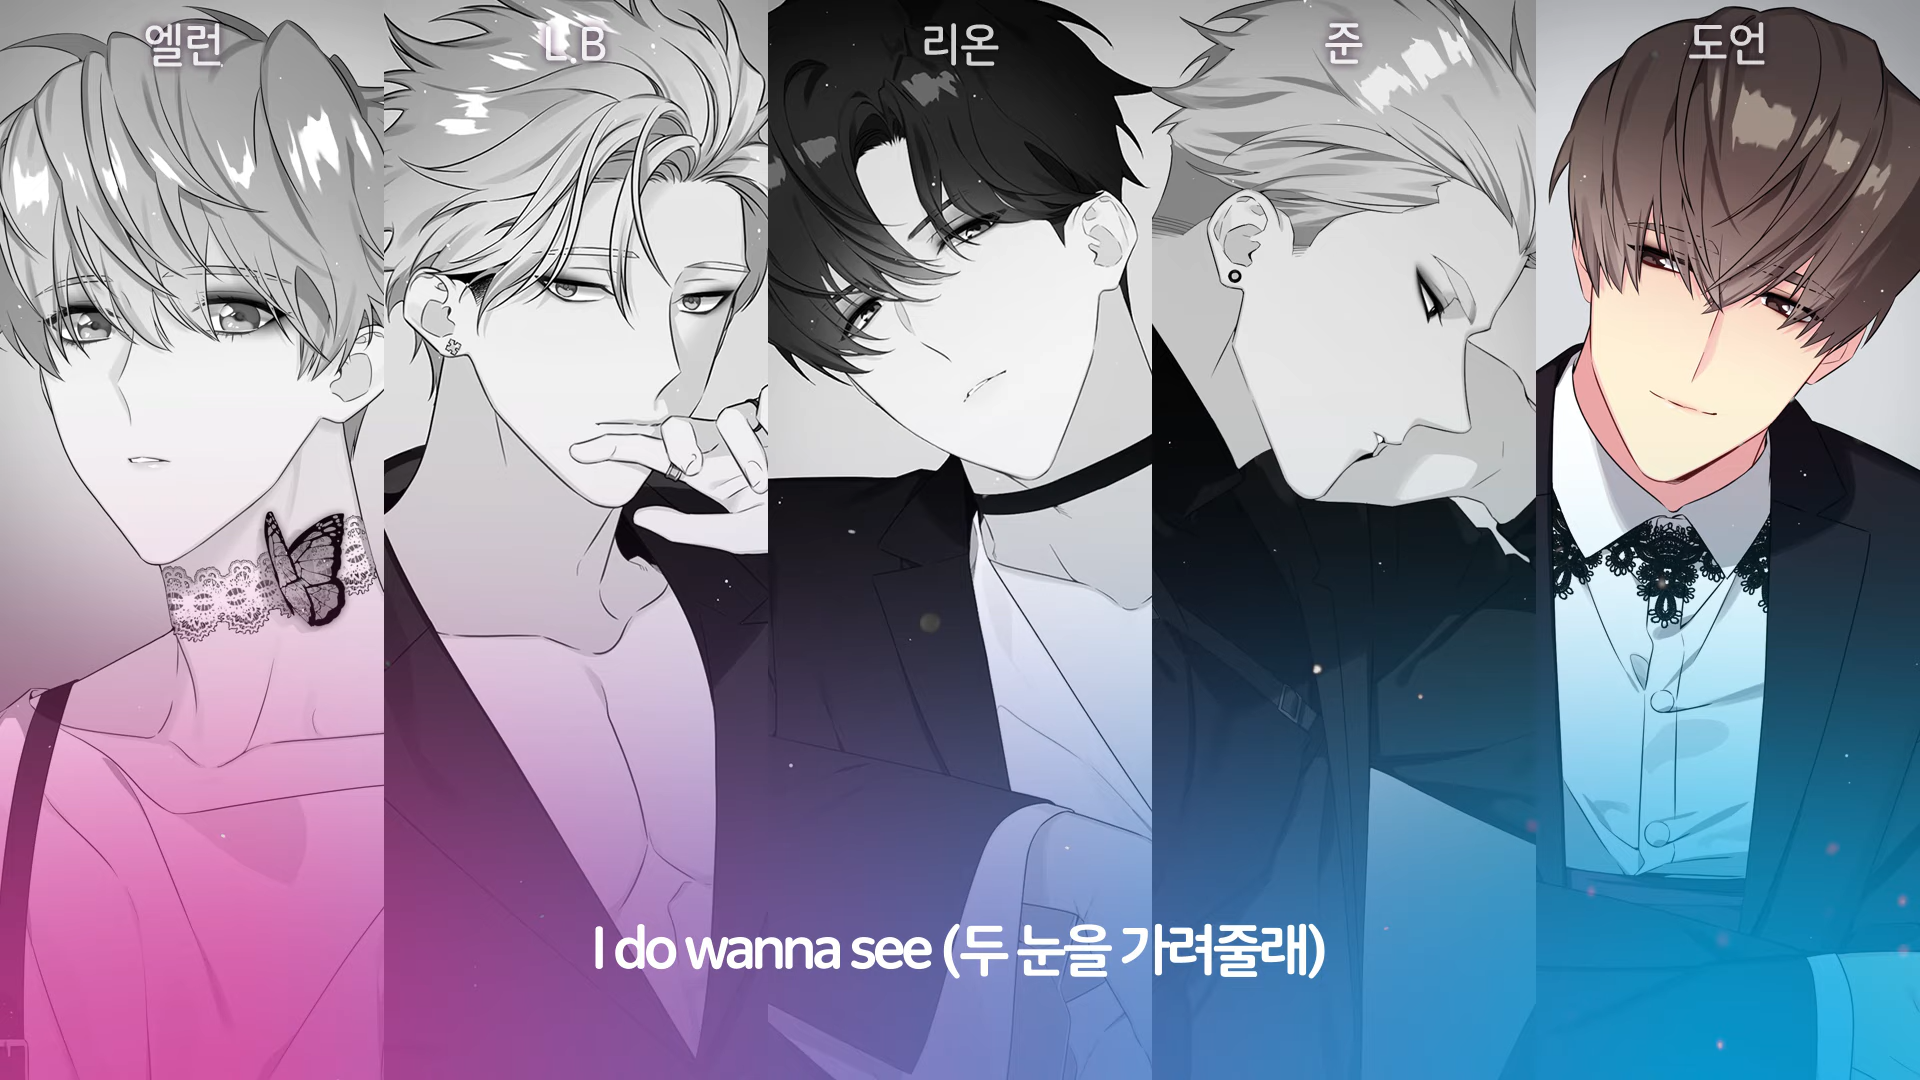 엘런
L.B
리온
준
도언
I do wanna see (두 눈을 가려줄래)